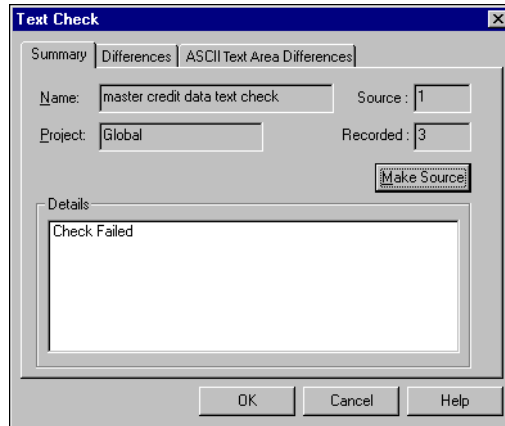 Text Check
Summary Differences ASCII Text Area Differences
Name: master credit data text check Source : 1
Project: Global Recorded : 3
Make Source
Details
Check Failed
OK Cancel Help